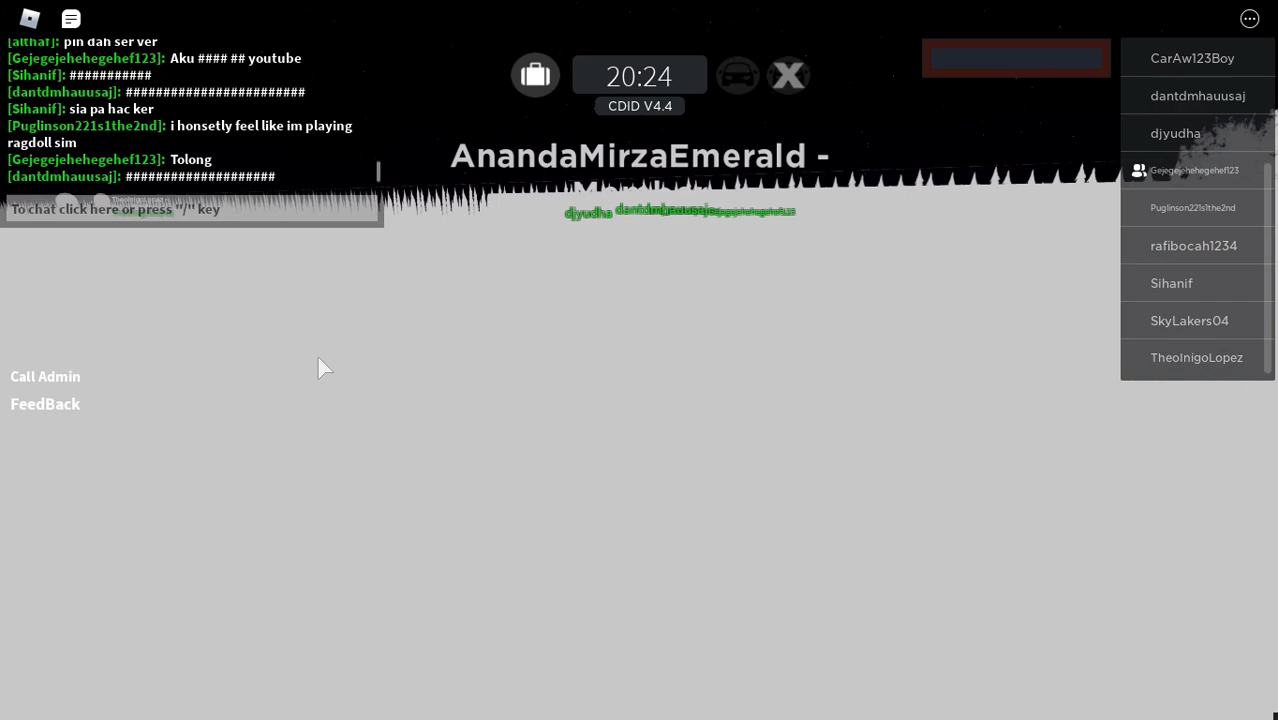 [althaf]: pin dah ser ver
[Gejegejehehegehef123]: Aku #### ## youtube
[Sihanif]: ###########
[dantdmhauusaj]: ########################
[Sihanif]: sia pa hac ker
[Puglinson221s1the2nd]: i honsetly feel like im playing
ragdoll sim
[Gejegejehehegehef123]: Tolong
[dantdmhauusaj]: ####################
TheoInigoLopez
To chat click here or press "/" key
20:24
CDID V4.4
X
AnandaMirzaEmerald -
djyudha dantdmhauusaj
CarAw123Boy
dantdmhauusaj
djyudha
Gejegejehehegehef123
Puglinson221s1the2nd
rafibocah1234
Sihanif
SkyLakers04
TheoInigoLopez
Call Admin
FeedBack